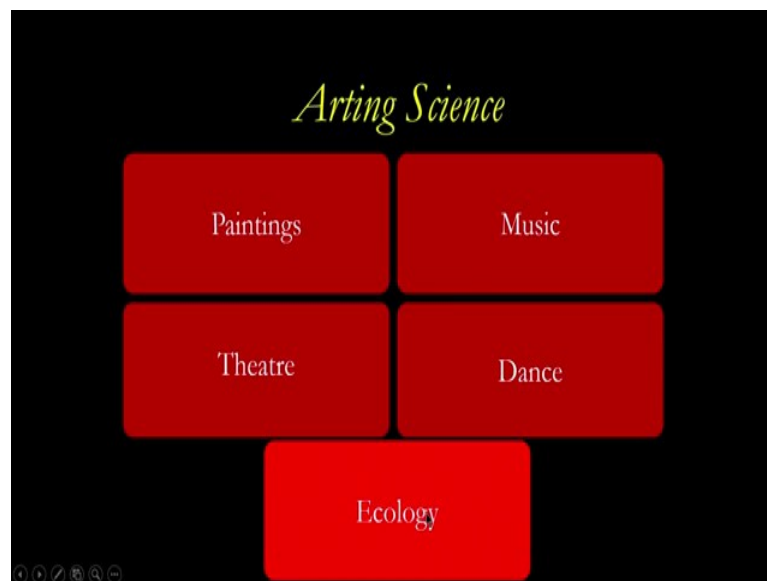 Arting Science
Paintings
Music
Theatre
Dance
Ecology